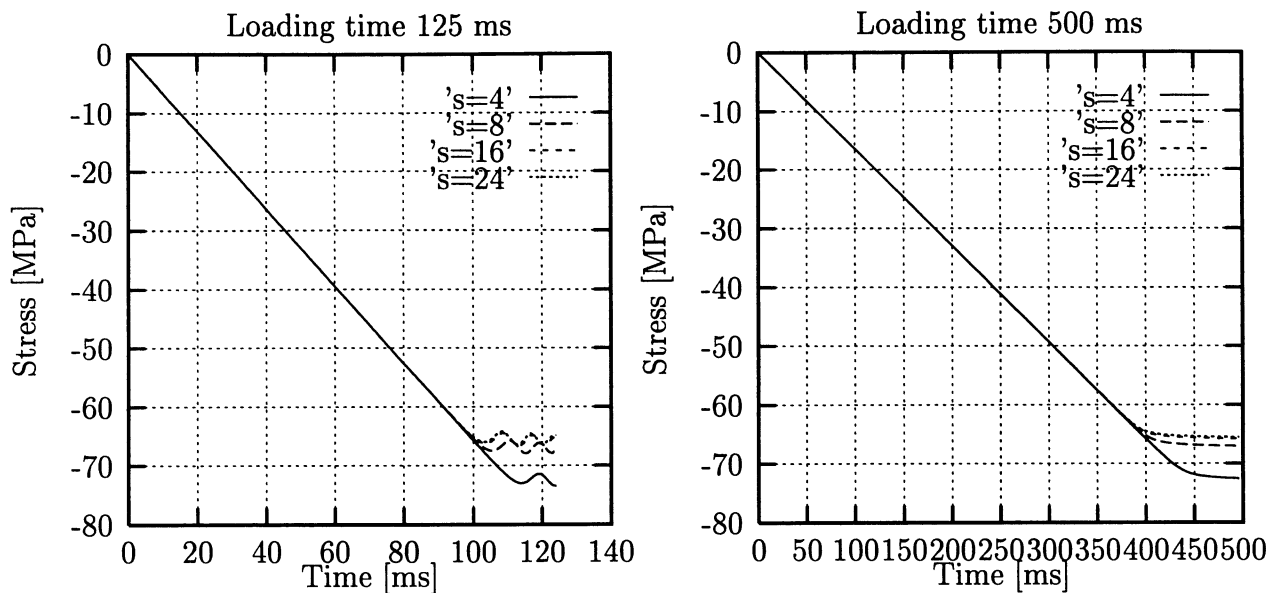 Loading time 125 ms
0
-10
-20
-30
-40
-50
-60
-70
-80
Stress [MPa]
's=4'
's=8'
's=16'
's=24'
0 20 40 60 80 100 120 140
Time [ms]
Loading time 500 ms
0
-10
-20
-30
-40
-50
-60
-70
-80
Stress [MPa]
's=4'
's=8'
's=16'
's=24'
0 50 100 150 200 250 300 350 400 450 500
Time [ms]